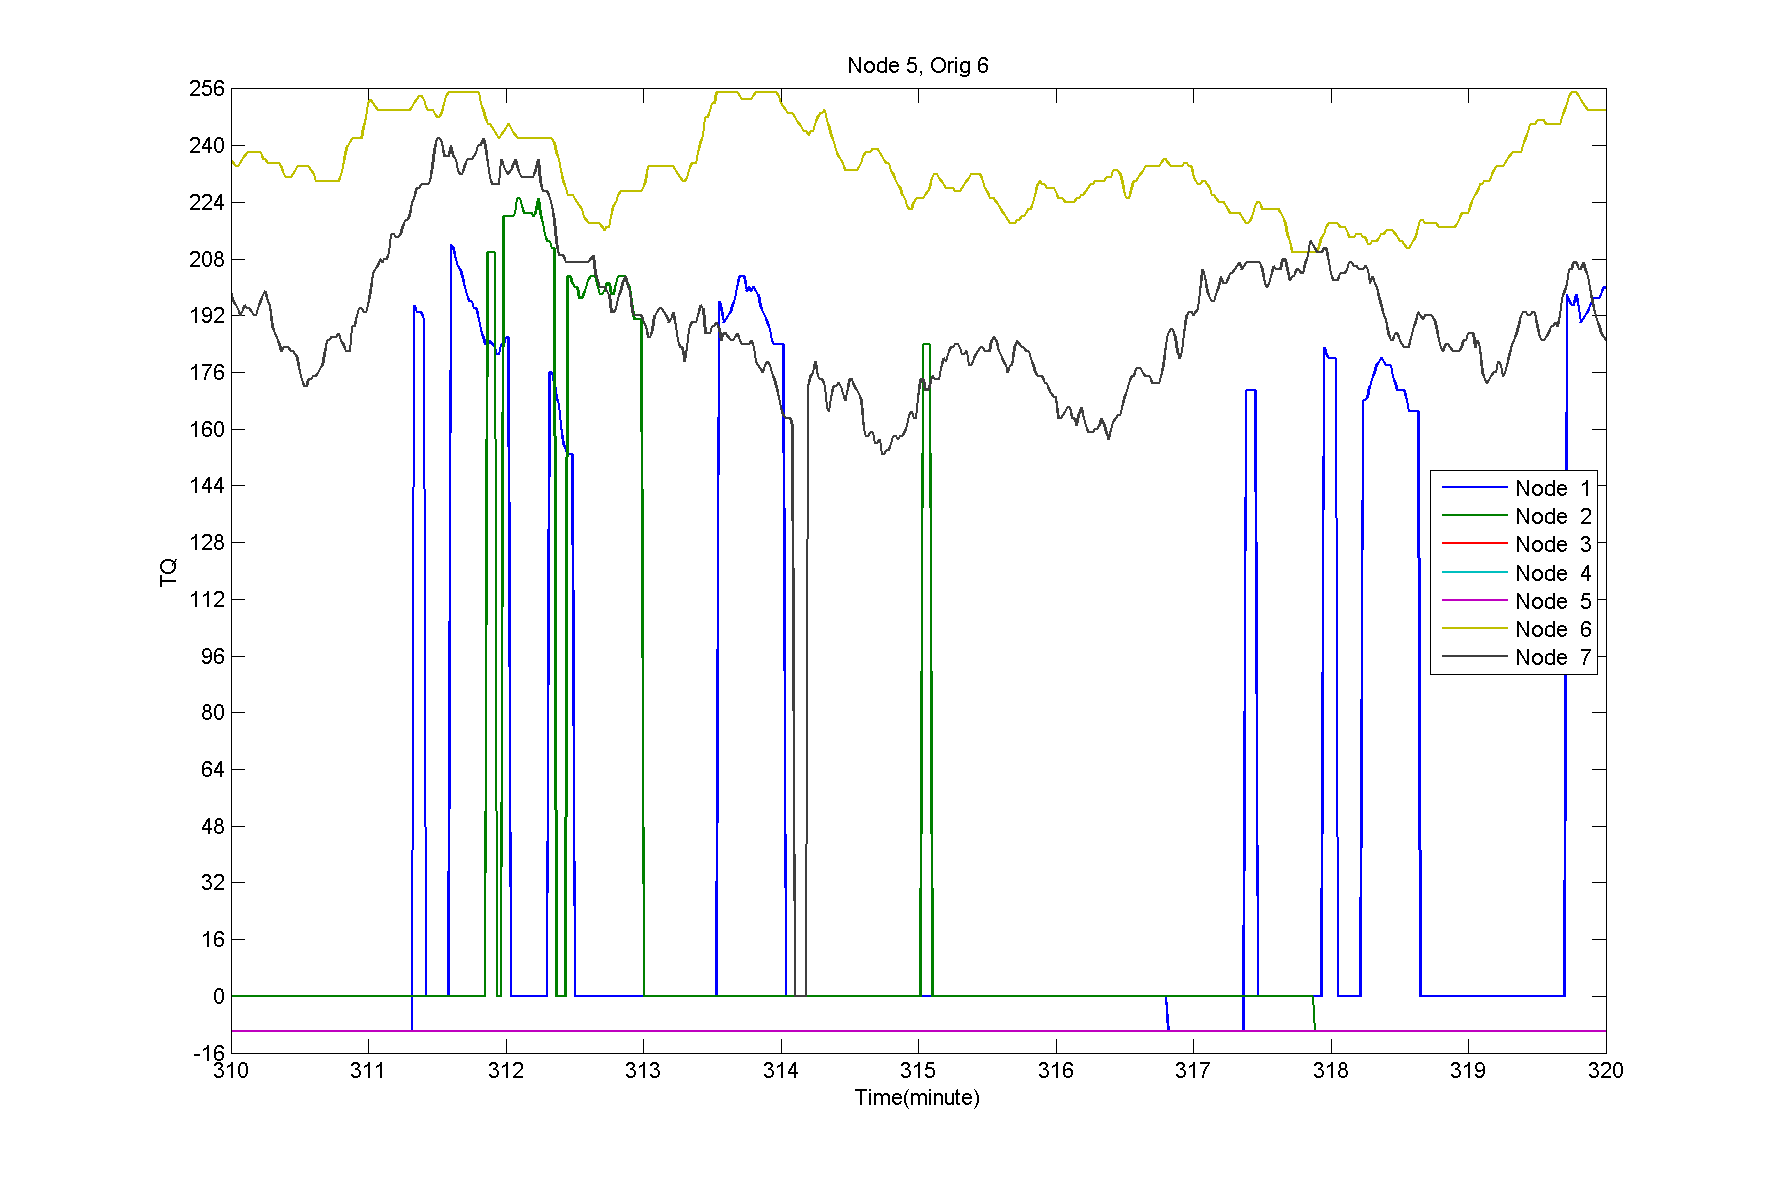 Node 5, Orig 6
256
240
224
208
192
176
160
144
128
112
96
80
64
48
32
16
0
-16
TQ
Node 1
Node 2
Node 3
Node 4
Node 5
Node 6
Node 7
310 311 312 313 314 315 316 317 318 319 320
Time(minute)